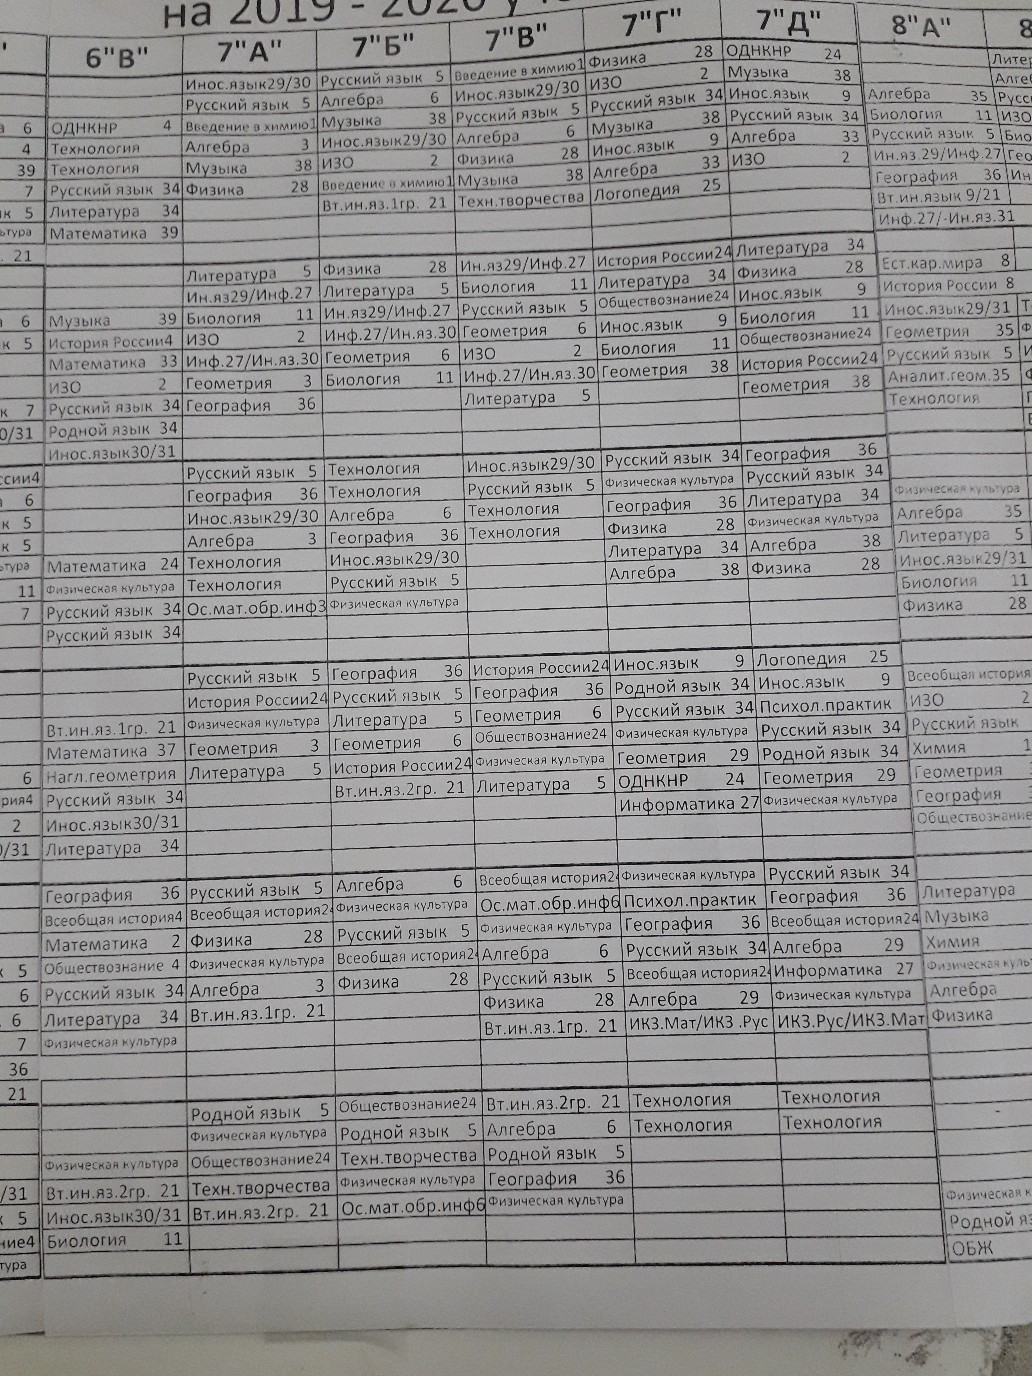 на 2019 - 2020 у
6"В" 7"А" 7"Б" 7"В" 7"Г" 7"Д" 8"А" 8
Инос.язык29/30 Русский язык 5 Введение в химию1 Физика 28 ОДНКНР 24 Лите
Русский язык 5 Алгебра 6 Инос.язык29/30 ИЗО 2 Музыка 38 Алге
6 ОДНКНР 4 Введение в химию1 Музыка 38 Русский язык 5 Русский язык 34 Инос.язык 9 Алгебра 35 Русс
4 Технология Алгебра 3 Инос.язык29/30 Алгебра 6 Музыка 38 Русский язык 34 Биология 11 ИЗО
39 Технология Музыка 38 ИЗО 2 Физика 28 Инос.язык 9 Алгебра 33 Русский язык 5 Био
7 Русский язык 34 Физика 28 Введение в химию1 Музыка 38 Алгебра 33 ИЗО 2 Ин.яз.29/Инф.27 Гео
к 5 Литература 34 Вт.ин.яз.1гр. 21 Техн.творчества Логопедия 25 География 36 Ин
ьтура Математика 39 Вт.ин.язык 9/21
. 21 Инф.27/-Ин.яз.31
Литература 5 Физика 28 Ин.яз29/Инф.27 История России24 Литература 34 Ест.кар.мира 8
Ин.яз29/Инф.27 Литература 5 Биология 11 Литература 34 Физика 28 История России 8
6 Музыка 39 Биология 11 Ин.яз29/Инф.27 Русский язык 5 Обществознание24 Инос.язык 9 Инос.язык29/31
к 5 История России4 ИЗО 2 Инф.27/Ин.яз.30 Геометрия 6 Инос.язык 9 Биология 11 Геометрия 35
Математика 33 Инф.27/Ин.яз.30 Геометрия 6 ИЗО 2 Биология 11 Обществознание24 Русский язык 5
ИЗО 2 Геометрия 3 Биология 11 Инф.27/Ин.яз.30 Геометрия 38 История России24 Аналит.геом.35
к 7 Русский язык 34 География 36 Литература 5 Геометрия 38 Технология
0/31 Родной язык 34
Инос.язык30/31
ссии4 Русский язык 5 Технология Инос.язык29/30 Русский язык 34 География 36
6 География 36 Технология Русский язык 5 Физическая культура Русский язык 34
к 5 Инос.язык29/30 Алгебра 6 Технология География 36 Литература 34 Физическая культура
к 5 Алгебра 3 География 36 Технология Физика 28 Физическая культура Алгебра 35
ьтура Математика 24 Технология Инос.язык29/30 Литература 34 Алгебра 38 Литература 5
11 Физическая культура Технология Русский язык 5 Алгебра 38 Физика 28 Инос.язык29/31
7 Русский язык 34 Ос.мат.обр.инф3 Физическая культура Биология 11
Русский язык 34 Физика 28
Русский язык 5 География 36 История России24 Инос.язык 9 Логопедия 25
История России24 Русский язык 5 География 36 Родной язык 34 Инос.язык 9 Всеобщая история
Вт.ин.яз.1гр. 21 Физическая культура Литература 5 Геометрия 6 Русский язык 34 Психол.практик ИЗО 2
Математика 37 Геометрия 3 Геометрия 6 Обществознание24 Физическая культура Русский язык 34 Русский язык
6 Нагл.геометрия Литература 5 История России24 Физическая культура Геометрия 29 Родной язык 34 Химия 1
рия4 Русский язык 34 Вт.ин.яз.2гр. 21 Литература 5 ОДНКНР 24 Геометрия 29 Геометрия
2 Инос.язык30/31 Информатика 27 Физическая культура География
0/31 Литература 34 Обществознание
География 36 Русский язык 5 Алгебра 6 Всеобщая история2 Физическая культура Русский язык 34
Всеобщая история4 Всеобщая история2 Физическая культура Ос.мат.обр.инф6 Психол.практик География 36 Литература
Математика 2 Физика 28 Русский язык 5 Физическая культура География 36 Всеобщая история24 Музыка
к 5 Обществознание 4 Физическая культура Всеобщая история2 Алгебра 6 Русский язык 34 Алгебра 29 Химия
6 Русский язык 34 Алгебра 3 Физика 28 Русский язык 5 Всеобщая история2 Информатика 27 Физическая куль
. 6 Литература 34 Вт.ин.яз.1гр. 21 Физика 28 Алгебра 29 Физическая культура Алгебра
7 Физическая культура Вт.ин.яз.1гр. 21 ИКЗ.Мат/ИКЗ .Рус ИКЗ.Рус/ИКЗ.Мат Физика
36
21
Родной язык 5 Обществознание24 Вт.ин.яз.2гр. 21 Технология Технология
Физическая культура Родной язык 5 Алгебра 6 Технология Технология
Физическая культура Обществознание24 Техн.творчества Родной язык 5
/31 Вт.ин.яз.2гр. 21 Техн.творчества Физическая культура География 36
к 5 Инос.язык30/31 Вт.ин.яз.2гр. 21 Ос.мат.обр.инф6 Физическая культура Физическая к
ние4 Биология 11 Родной яз
тура ОБЖ